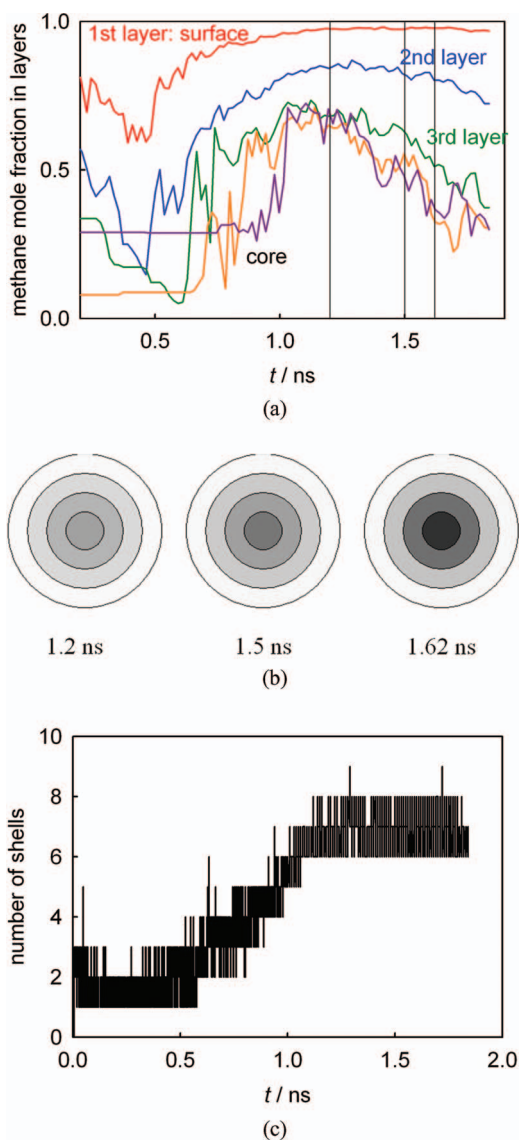 1.0
1st layer: surface
2nd layer
0.5
3rd layer
core
0.0
methane mole fraction in layers
0.5 1.0 1.5
t / ns
(a)
1.2 ns 1.5 ns 1.62 ns
(b)
10
8
6
4
2
0
number of shells
0.0 0.5 1.0 1.5 2.0
t / ns
(c)